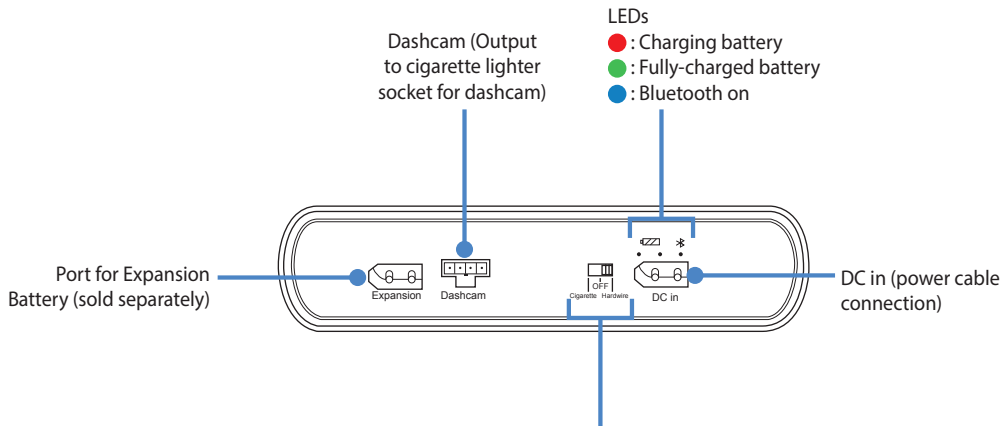 LEDs
: Charging battery
: Fully-charged battery
: Bluetooth on
Dashcam (Output
to cigarette lighter
socket for dashcam)
Port for Expansion
Battery (sold separately)
Expansion
Dashcam
OFF
Cigarette Hardwire
DC in
DC in (power cable
connection)